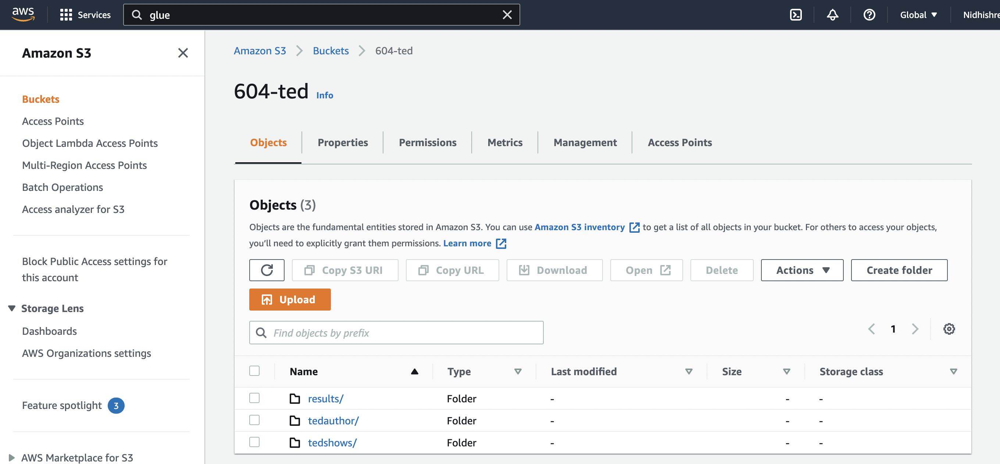 aws
Services
glue
Global
Nidhishre
Amazon S3
Buckets
Access Points
Object Lambda Access Points
Multi-Region Access Points
Batch Operations
Access analyzer for S3
Block Public Access settings for
this account
Storage Lens
Dashboards
AWS Organizations settings
Feature spotlight 3
AWS Marketplace for S3
Amazon S3 > Buckets > 604-ted
604-ted Info
Objects Properties Permissions Metrics Management Access Points
Objects (3)
Objects are the fundamental entities stored in Amazon S3. You can use Amazon S3 inventory to get a list of all objects in your bucket. For others to access your objects,
you’ll need to explicitly grant them permissions. Learn more
Copy S3 URI Copy URL Download Open Delete Actions Create folder
Upload
Find objects by prefix
1
Name Type Last modified Size Storage class
results/ Folder - - -
tedauthor/ Folder - - -
tedshows/ Folder - - -